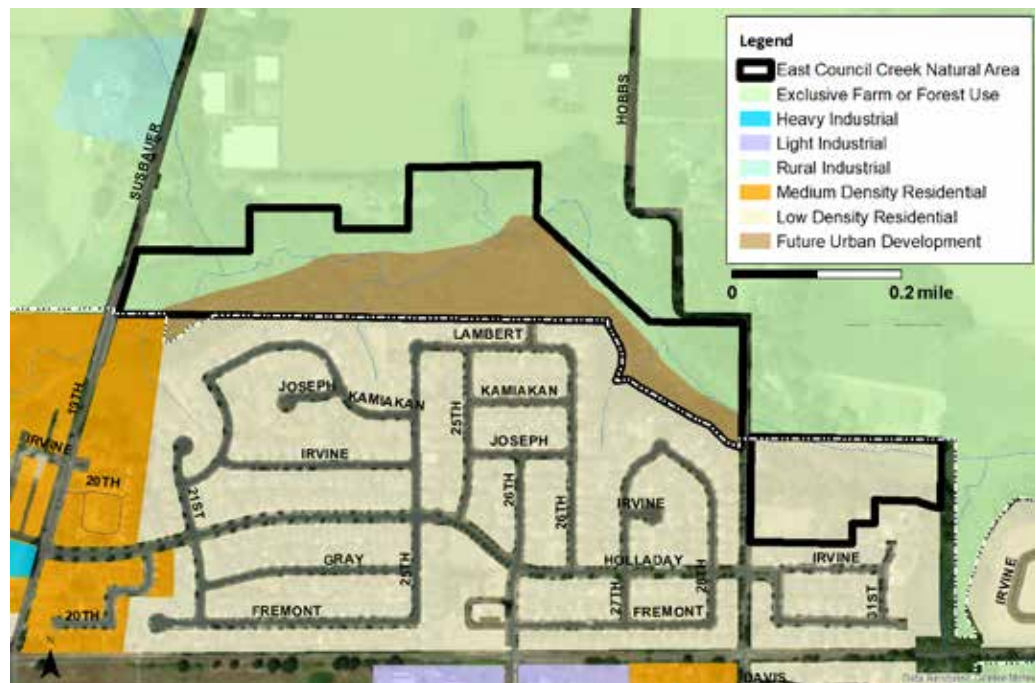 Legend
East Council Creek Natural Area
Exclusive Farm or Forest Use
Heavy Industrial
Light Industrial
Rural Industrial
Medium Density Residential
Low Density Residential
Future Urban Development
0 0.2 mile
SUSBAUER
HOBBS
LAMBERT
JOSEPH
KAMIAKAN
KAMIAKAN
25TH
JOSEPH
19TH
IRVINE
20TH
IRVINE
21ST
26TH
26TH
IRVINE
GRAY
25TH
HOLLADAY
28TH
IRVINE
IRVINE
20TH
FREMONT
27TH
FREMONT
31ST
N
DAVIS